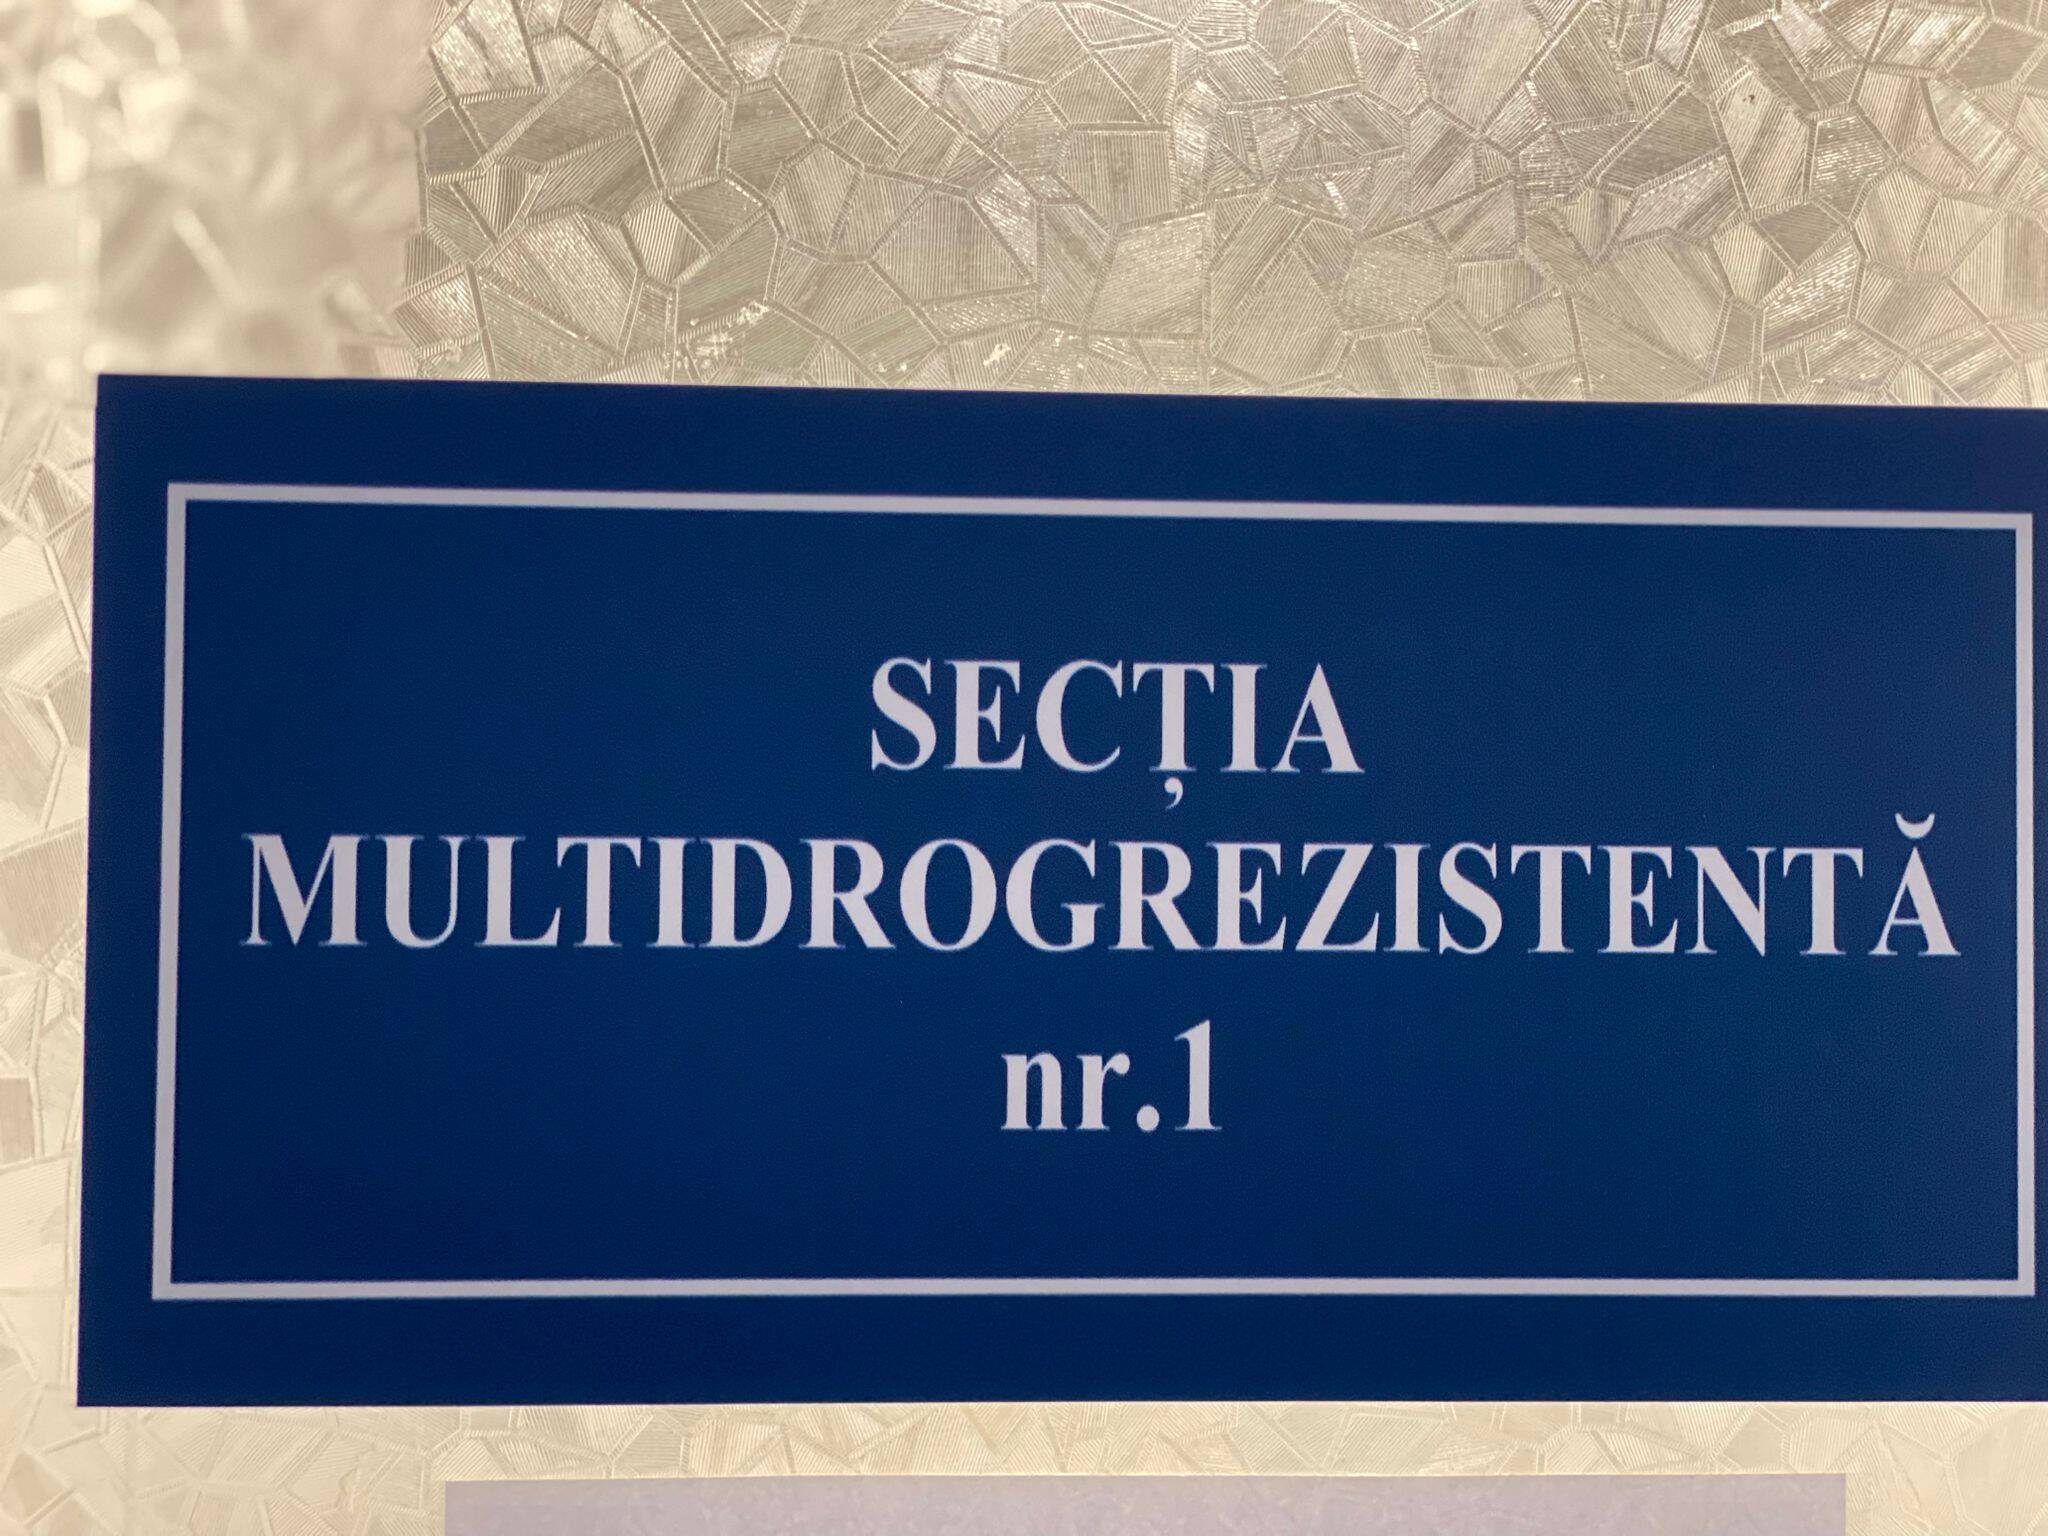 SECȚIA
MULTIDROGREZISTENTĂ
nr.1